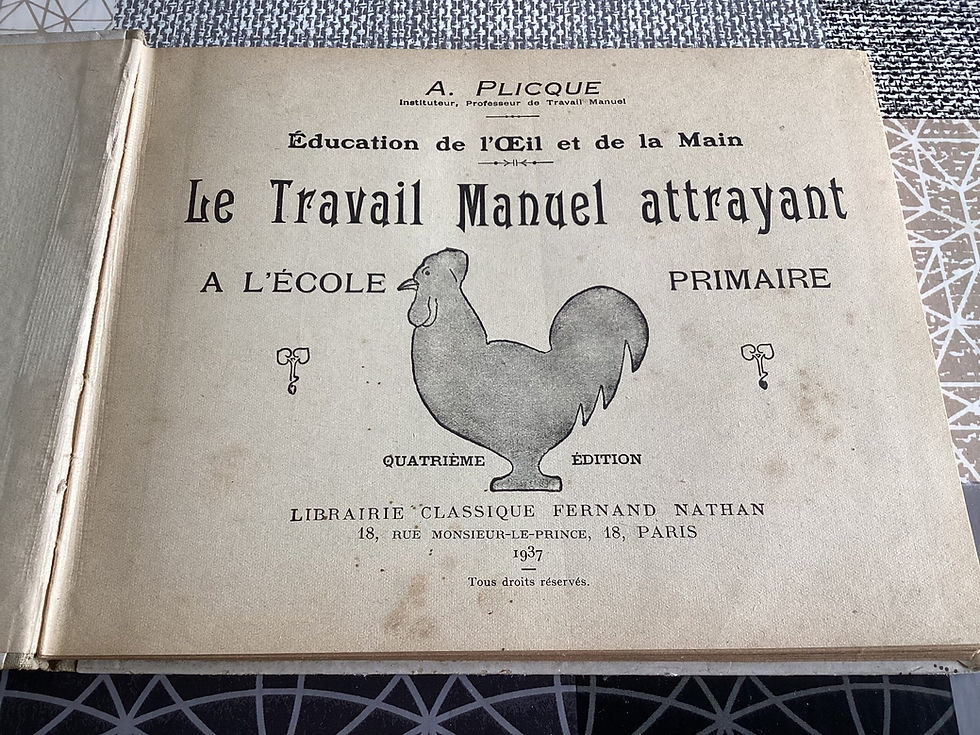 A. PLICQUE
Instituteur, Professeur de Travail Manuel
Éducation de l'Œil et de la Main
Le Travail Manuel attrayant
A L'ÉCOLE PRIMAIRE
QUATRIÈME ÉDITION
LIBRAIRIE CLASSIQUE FERNAND NATHAN
18, RUE MONSIEUR-LE-PRINCE, 18, PARIS
1937
Tous droits réservés.